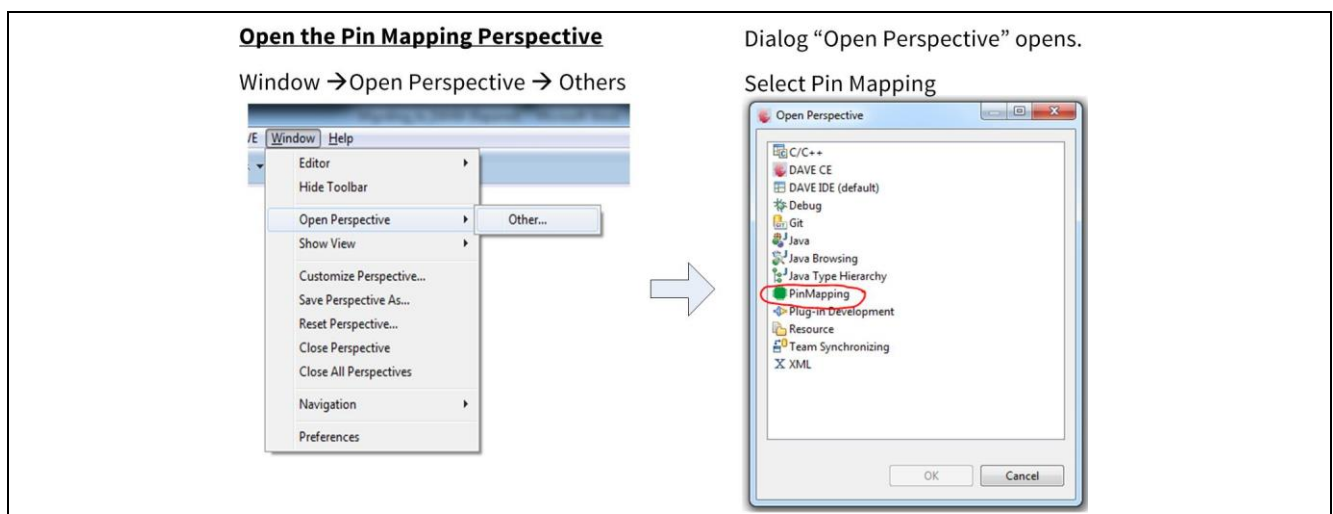 Open the Pin Mapping Perspective
Window →Open Perspective → Others
/E Window Help
Editor
Hide Toolbar
Open Perspective
Other...
Show View
Customize Perspective...
Save Perspective As...
Reset Perspective...
Close Perspective
Close All Perspectives
Navigation
Preferences
Dialog “Open Perspective” opens.
Select Pin Mapping
Open Perspective
C/C++
DAVE CE
DAVE IDE (default)
Debug
Git
Java
Java Browsing
Java Type Hierarchy
PinMapping
Plug-in Development
Resource
Team Synchronizing
XML
OK
Cancel